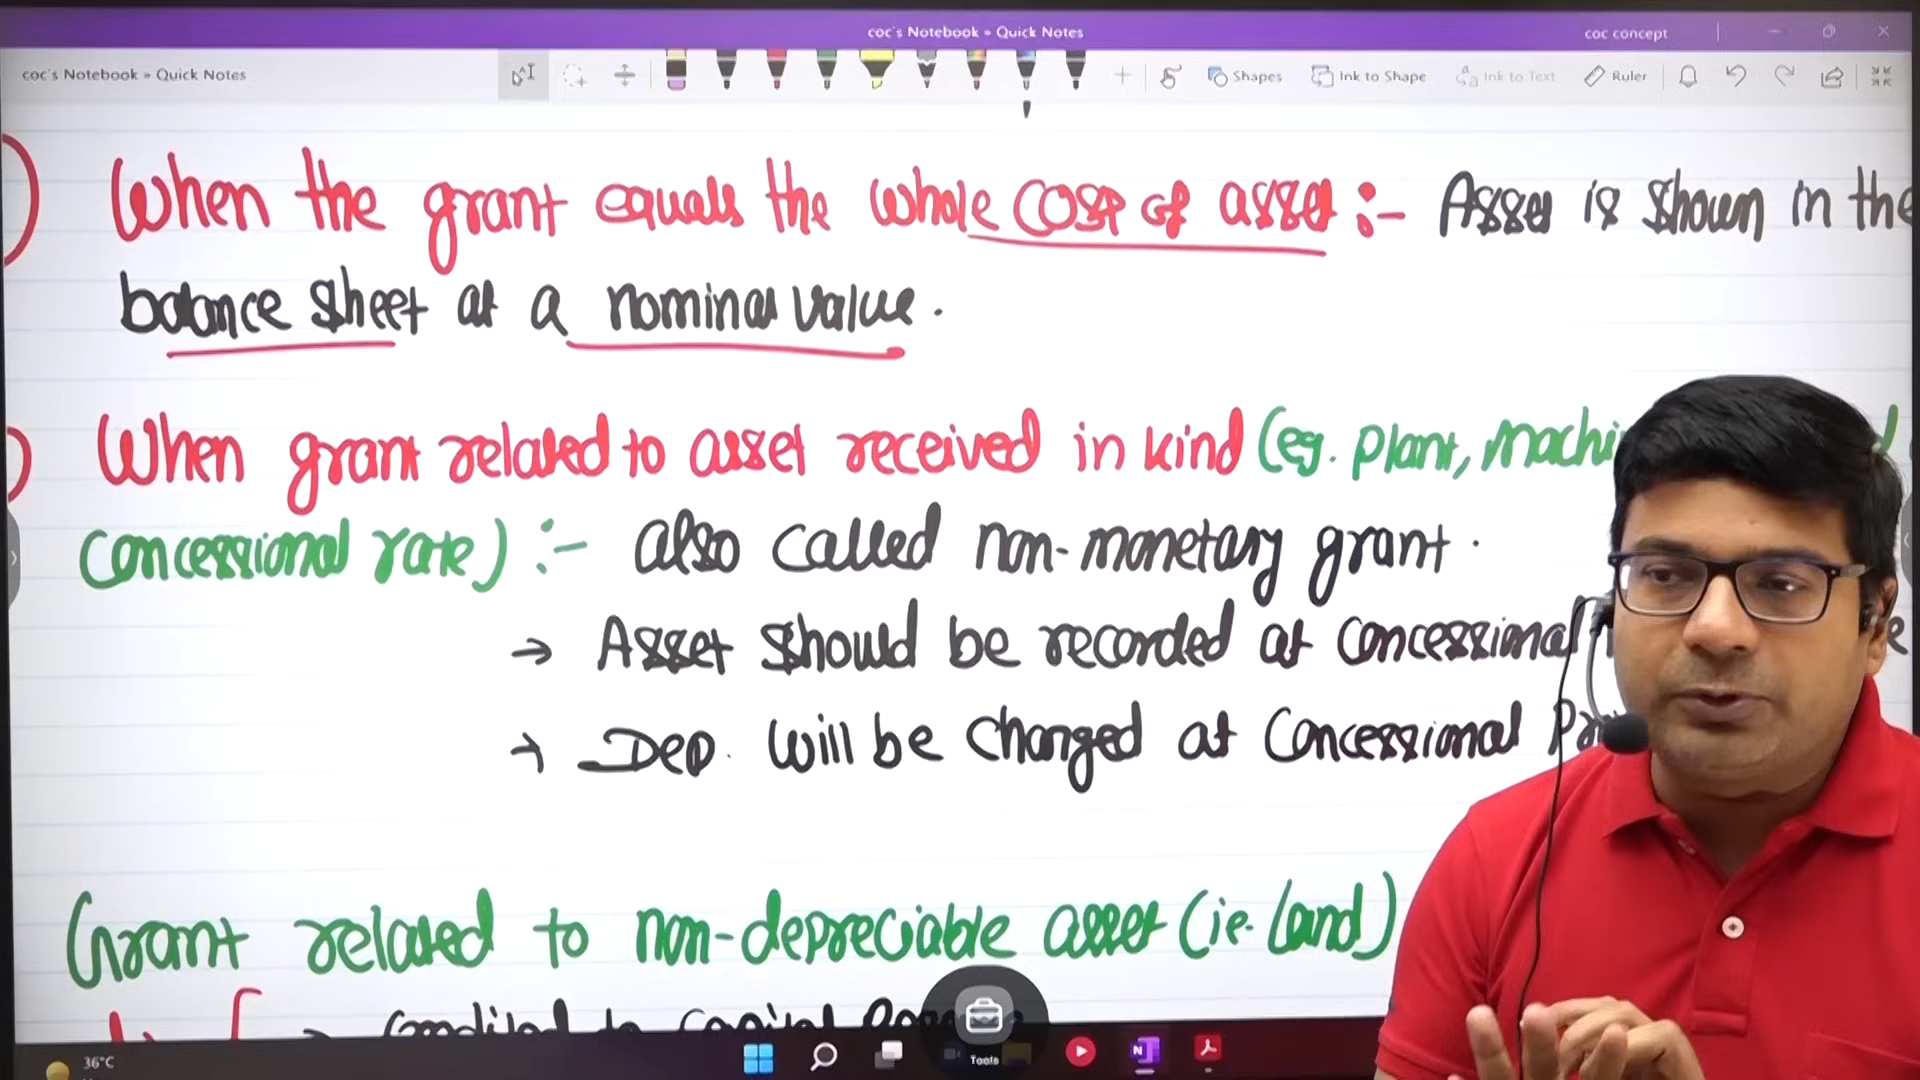 coc's Notebook » Quick Notes
coc concept
coc's Notebook » Quick Notes
Shapes
Ink to Shape
Ink to Text
Ruler
When the grant equals the whole cost of asset :- Asset is shown in the
balance sheet at a nominal value.
When grant related to asset received in kind (eg. plant, machi
concessional rate) :- also called non-monetary grant.
→ Asset should be recorded at concessional
→ Dep. will be charged at concessional Pri
Grant related to non-depreciable asset (ie. land)
→ Credited to capital
Tools
36°C